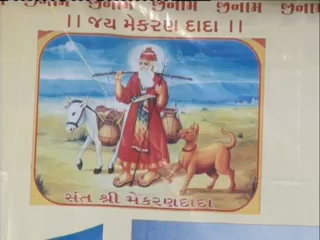 જીનામ જીનામ જીનામ જીનામ
।। જય મેકરણ દાદા ।।
સંત શ્રી મેકરણદાદા